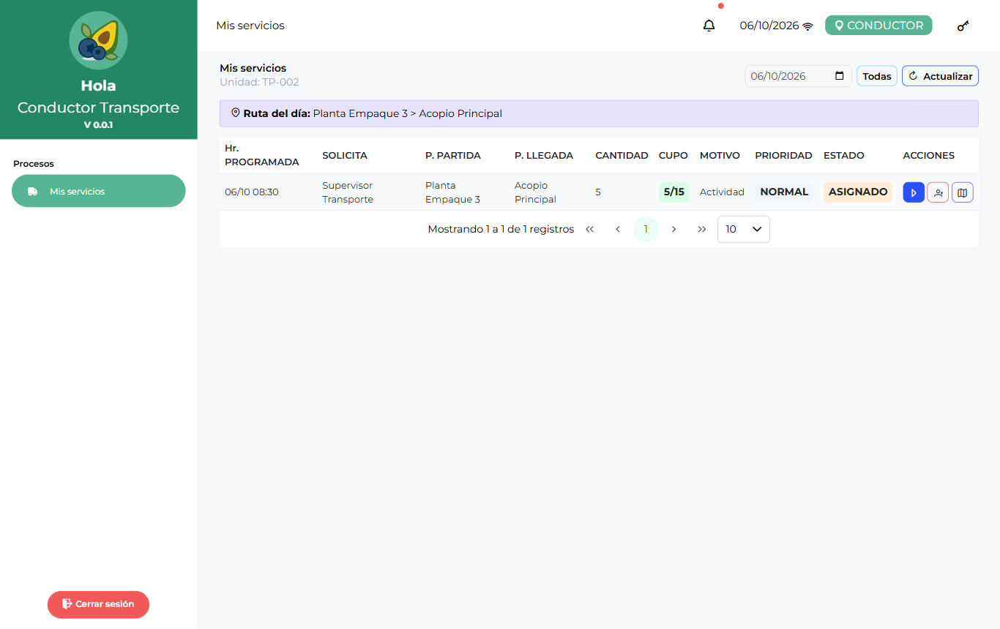 Hola
Conductor Transporte
V 0.0.1
Procesos
Mis servicios
Cerrar sesión
Mis servicios
06/10/2026
CONDUCTOR
Mis servicios
Unidad: TP-002
06/10/2026
Todas
Actualizar
Ruta del día: Planta Empaque 3 > Acopio Principal
Hr. PROGRAMADA SOLICITA P. PARTIDA P. LLEGADA CANTIDAD CUPO MOTIVO PRIORIDAD ESTADO ACCIONES
06/10 08:30 Supervisor Transporte Planta Empaque 3 Acopio Principal 5 5/15 Actividad NORMAL ASIGNADO
Mostrando 1 a 1 de 1 registros « ‹ 1 › » 10